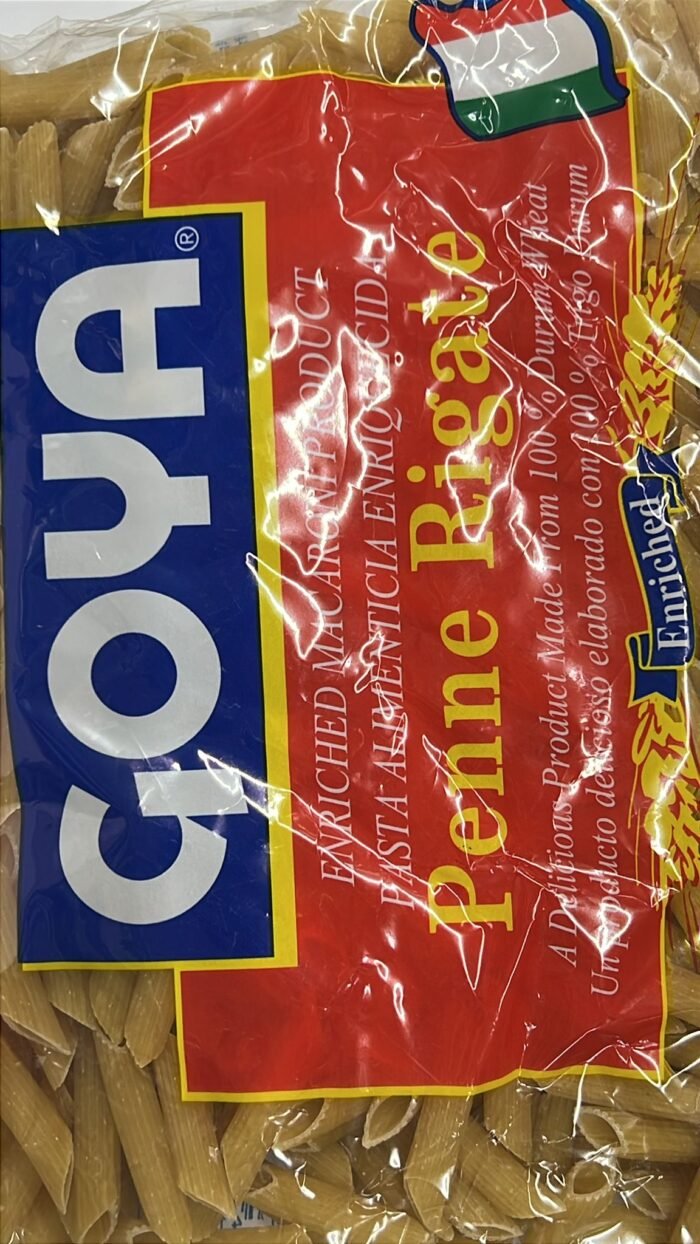 GOYA®
ENRICHED MACARONI PRODUCT
PASTA ALIMENTICIA ENRIQUECIDA
Penne Rigate
A Delicious Product Made From 100% Durum Wheat
Un producto delicioso elaborado con 100% Trigo Durum
Enriched